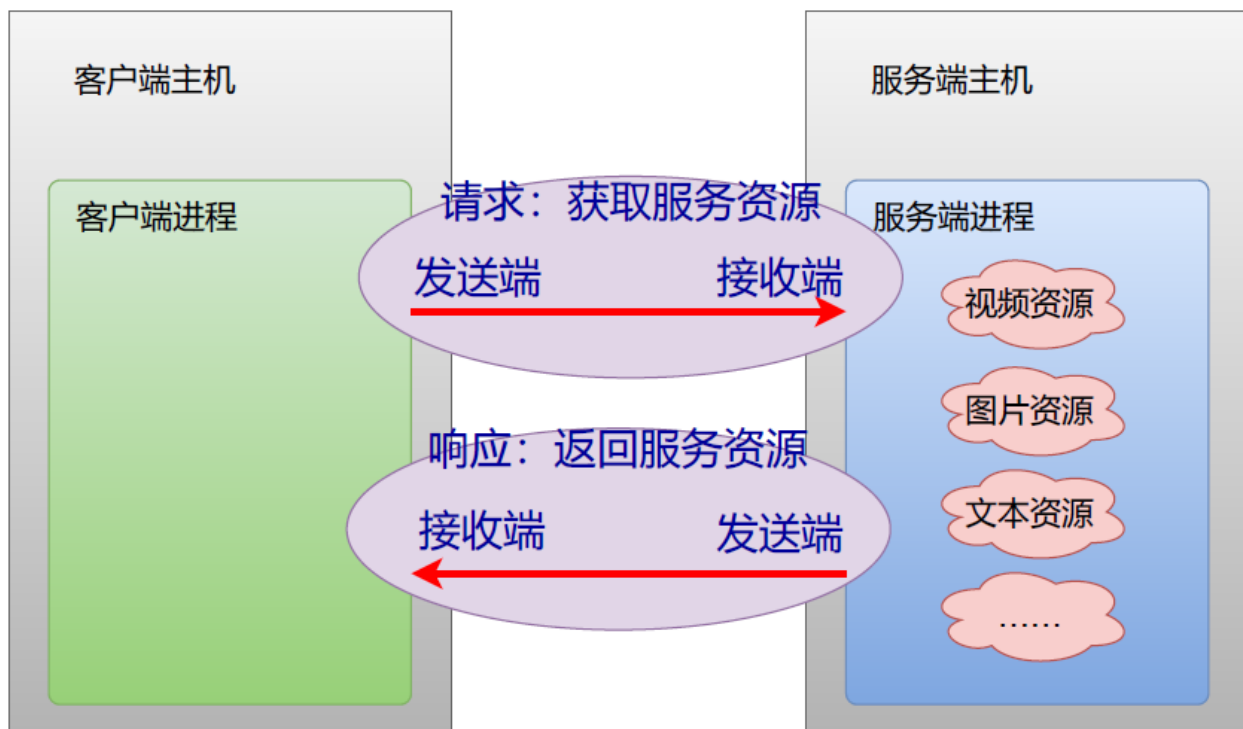 客户端主机
服务端主机
客户端进程
请求：获取服务资源
发送端
接收端
服务端进程
视频资源
图片资源
文本资源
......
响应：返回服务资源
接收端
发送端